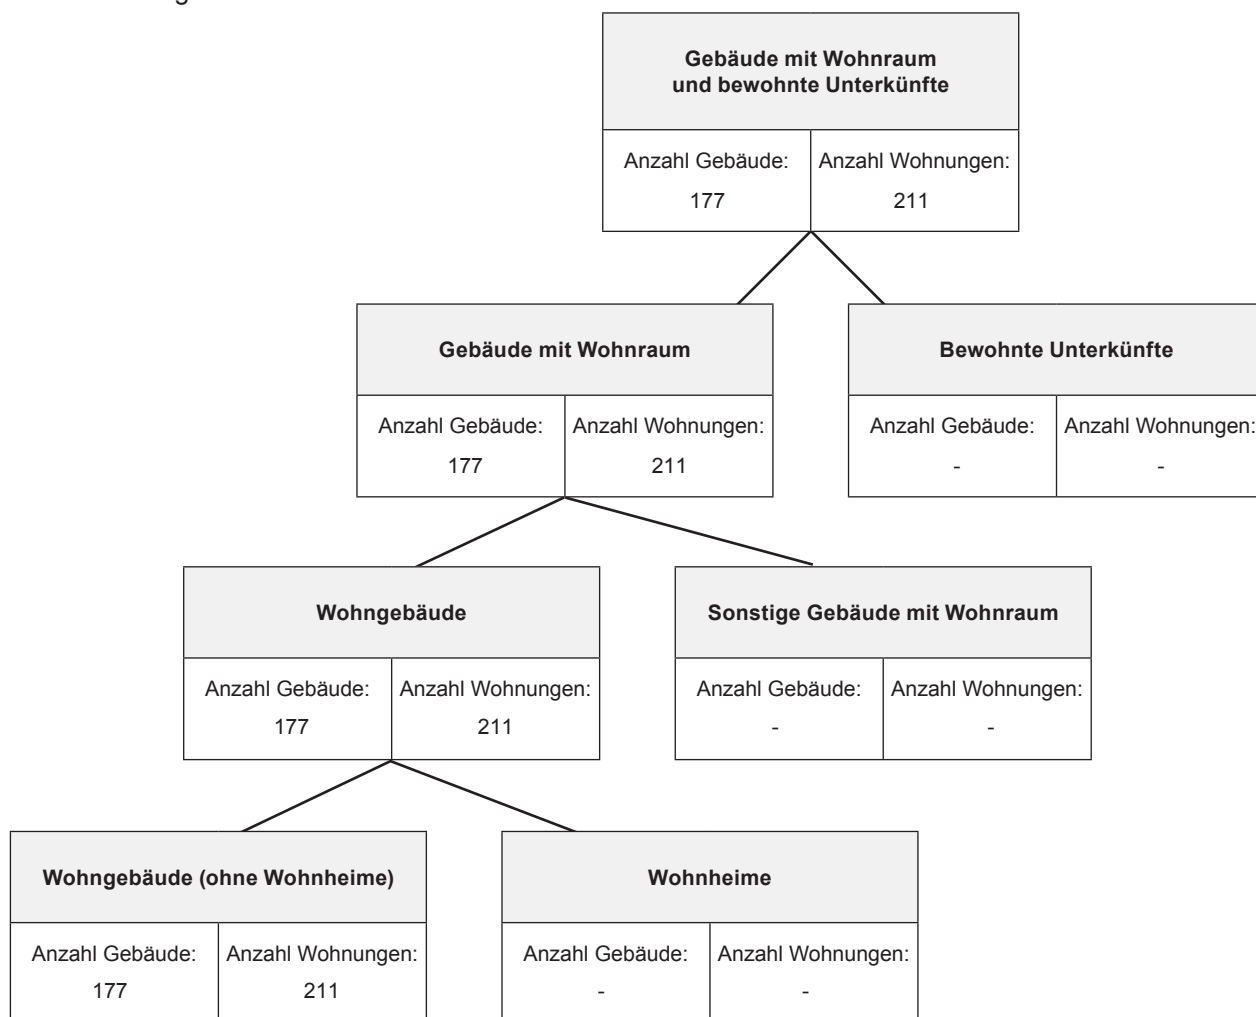 Gebäude mit Wohnraum
und bewohnte Unterkünfte
Anzahl Gebäude: Anzahl Wohnungen:
177 211
Gebäude mit Wohnraum Bewohnte Unterkünfte
Anzahl Gebäude: Anzahl Wohnungen: Anzahl Gebäude: Anzahl Wohnungen:
177 211 - -
Wohngebäude Sonstige Gebäude mit Wohnraum
Anzahl Gebäude: Anzahl Wohnungen: Anzahl Gebäude: Anzahl Wohnungen:
177 211 - -
Wohngebäude (ohne Wohnheime) Wohnheime
Anzahl Gebäude: Anzahl Wohnungen: Anzahl Gebäude: Anzahl Wohnungen:
177 211 - -